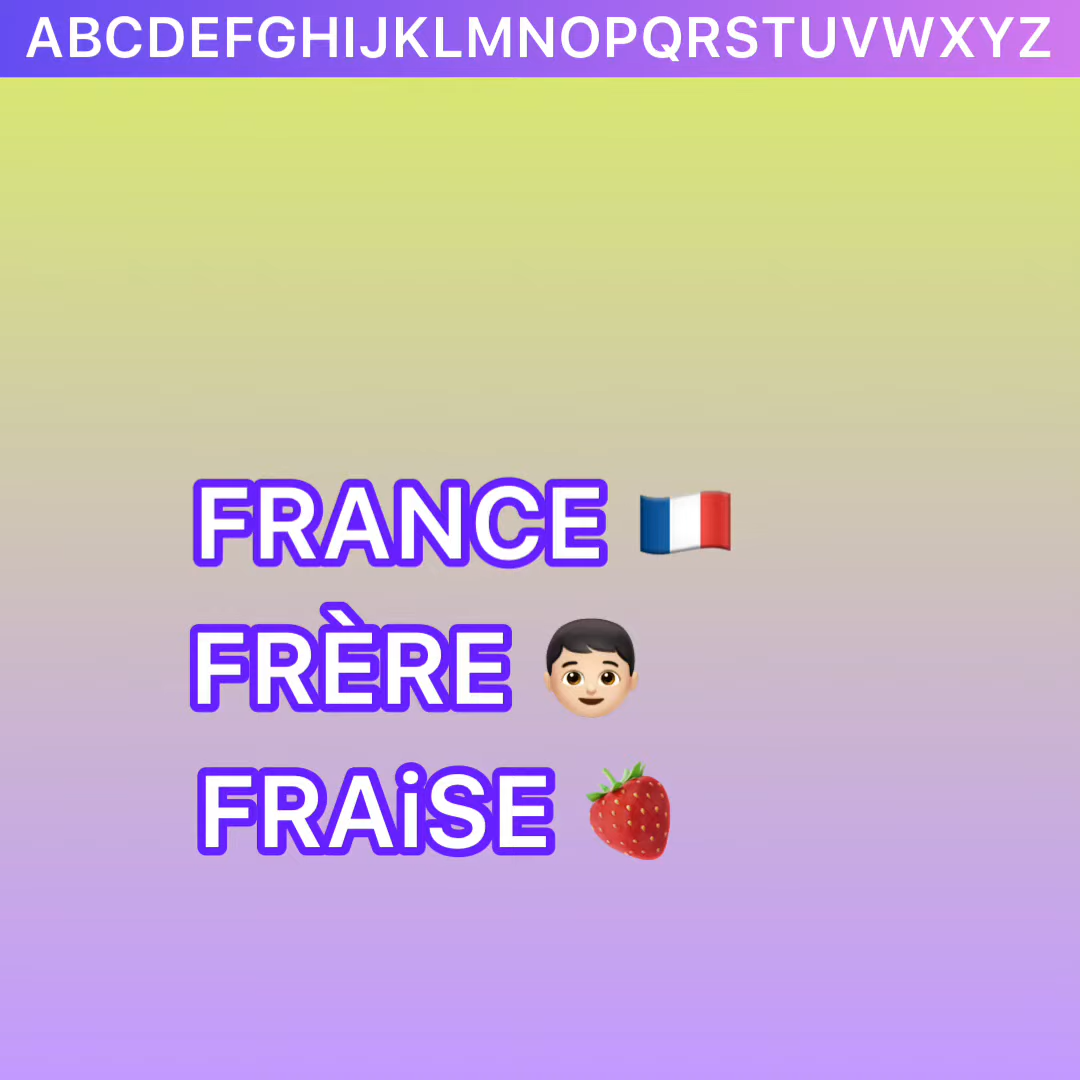 ABCDEFGHIJKLMNOPQRSTUVWXYZ
FRANCE 🇫🇷
FRÈRE 👦🏻
FRAiSE 🍓